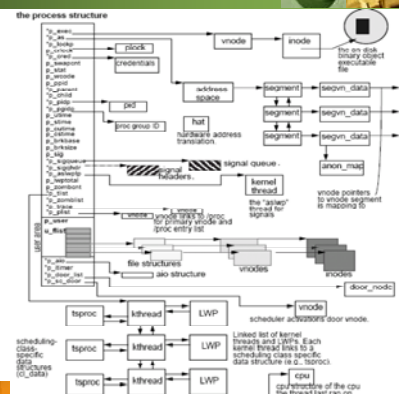 the process structure
*p_exec
*p_as
*p_lockp
*p_cred
p_swapcnt
p_stat
p_wcode
p_ppid
*p_parent
*p_child
*p_pidp
*p_pgidp
p_utime
p_stime
p_cutime
p_cstime
p_brkbase
p_brksize
p_sig
*p_sigqueue
*p_sigqhdr
*p_aslwptp
p_lwptotal
p_zombcnt
*p_tlist
*p_zomblist
*p_trace
*p_plist
p_user
u_flist
user area
*p_aio
*p_itimer
*p_door_list
*p_sc_door
plock
credentials
pid
proc group ID
vnode
inode
the on disk
binary object
executable
file
address
space
segment
segvn_data
segment
segvn_data
segment
segvn_data
hat
hardware address
translation.
anon_map
signal queue.
signal
headers.
kernel
thread
the "aslwp"
thread for
signals
vnode pointers
to vnode segment
is mapping to
vnode
vnode
vnode links to /proc
for primary vnode and
/proc entry list
file structures
vnodes
inodes
aio structure
door_node
vnode
scheduler activations door vnode.
scheduling-
class-
specific
data
structures
(cl_data)
tsproc
kthread
LWP
tsproc
kthread
LWP
tsproc
kthread
LWP
Linked list of kernel
threads and LWPs. Each
kernel thread links to a
scheduling class specific
data structure (e.g., tsproc).
cpu
cpu structure of the cpu
the thread last ran on